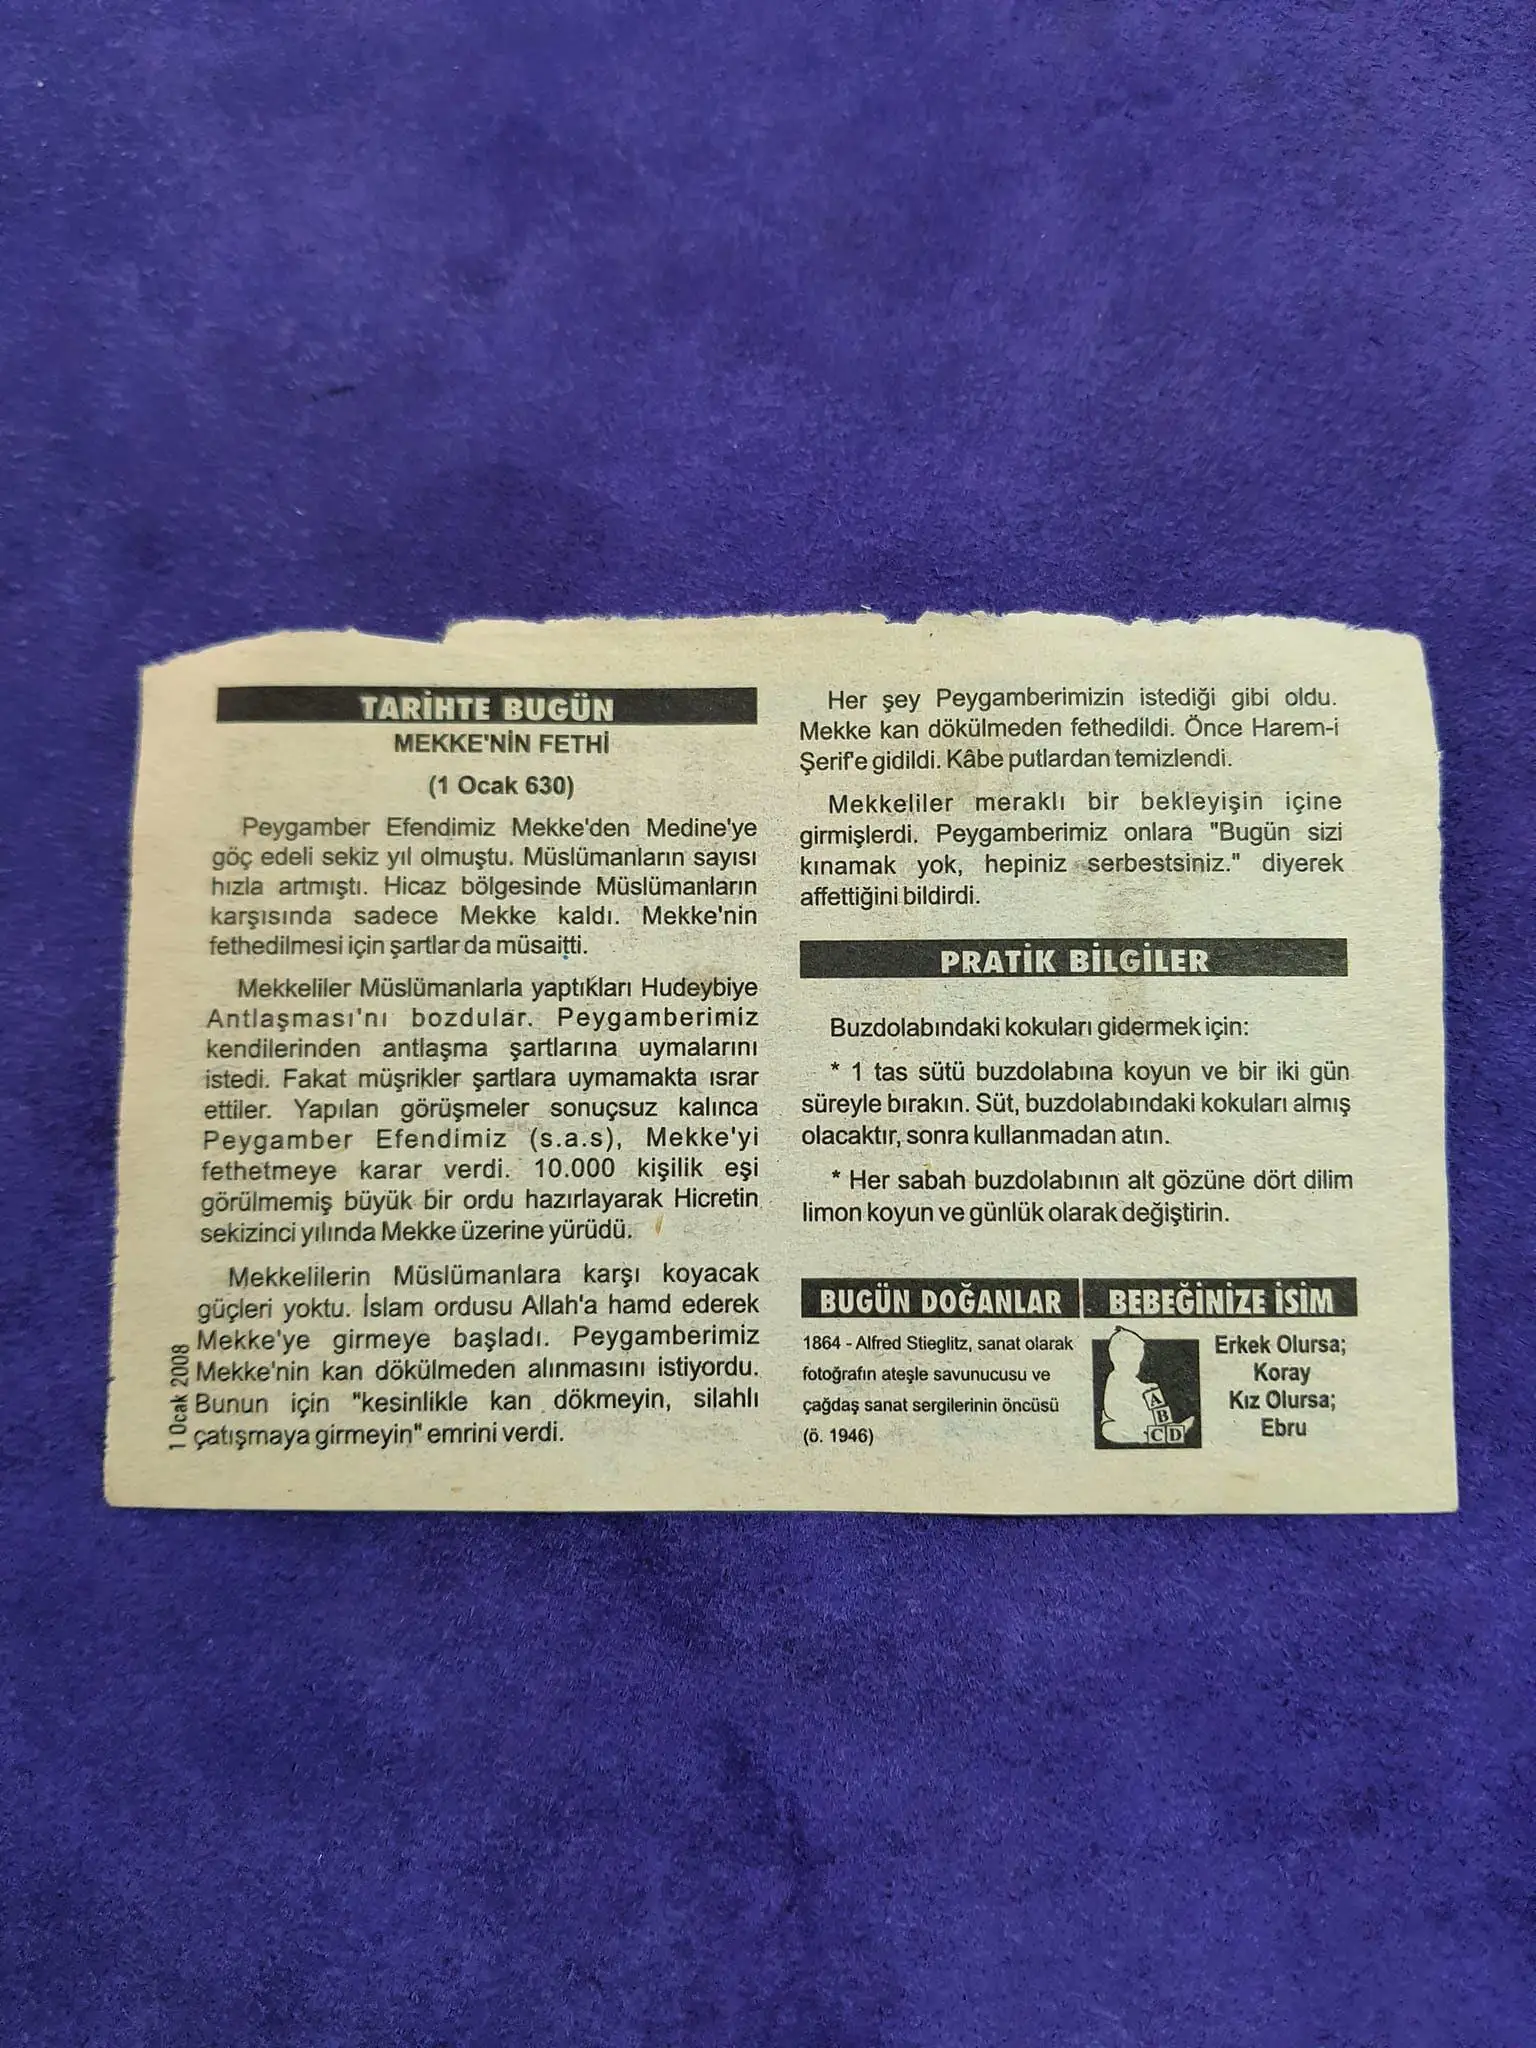 TARİHTE BUGÜN
MEKKE'NİN FETHİ
(1 Ocak 630)
Peygamber Efendimiz Mekke'den Medine'ye
göç edeli sekiz yıl olmuştu. Müslümanların sayısı
hızla artmıştı. Hicaz bölgesinde Müslümanların
karşısında sadece Mekke kaldı. Mekke'nin
fethedilmesi için şartlar da müsaitti.
Mekkeliler Müslümanlarla yaptıkları Hudeybiye
Antlaşması'nı bozdular. Peygamberimiz
kendilerinden antlaşma şartlarına uymalarını
istedi. Fakat müşrikler şartlara uymamakta ısrar
ettiler. Yapılan görüşmeler sonuçsuz kalınca
Peygamber Efendimiz (s.a.s), Mekke'yi
fethetmeye karar verdi. 10.000 kişilik eşi
görülmemiş büyük bir ordu hazırlayarak Hicretin
sekizinci yılında Mekke üzerine yürüdü.
Mekkelilerin Müslümanlara karşı koyacak
güçleri yoktu. İslam ordusu Allah'a hamd ederek
Mekke'ye girmeye başladı. Peygamberimiz
Mekke'nin kan dökülmeden alınmasını istiyordu.
Bunun için "kesinlikle kan dökmeyin, silahlı
çatışmaya girmeyin" emrini verdi.
1 Ocak 2008
Her şey Peygamberimizin istediği gibi oldu.
Mekke kan dökülmeden fethedildi. Önce Harem-i
Şerif'e gidildi. Kâbe putlardan temizlendi.
Mekkeliler meraklı bir bekleyişin içine
girmişlerdi. Peygamberimiz onlara "Bugün sizi
kınamak yok, hepiniz serbestsiniz." diyerek
affettiğini bildirdi.
PRATİK BİLGİLER
Buzdolabındaki kokuları gidermek için:
* 1 tas sütü buzdolabına koyun ve bir iki gün
süreyle bırakın. Süt, buzdolabındaki kokuları almış
olacaktır, sonra kullanmadan atın.
* Her sabah buzdolabının alt gözüne dört dilim
limon koyun ve günlük olarak değiştirin.
BUGÜN DOĞANLAR
1864 - Alfred Stieglitz, sanat olarak
fotoğrafın ateşle savunucusu ve
çağdaş sanat sergilerinin öncüsü
(ö. 1946)
BEBEĞİNİZE İSİM
Erkek Olursa;
Koray
Kız Olursa;
Ebru
A
B
C D